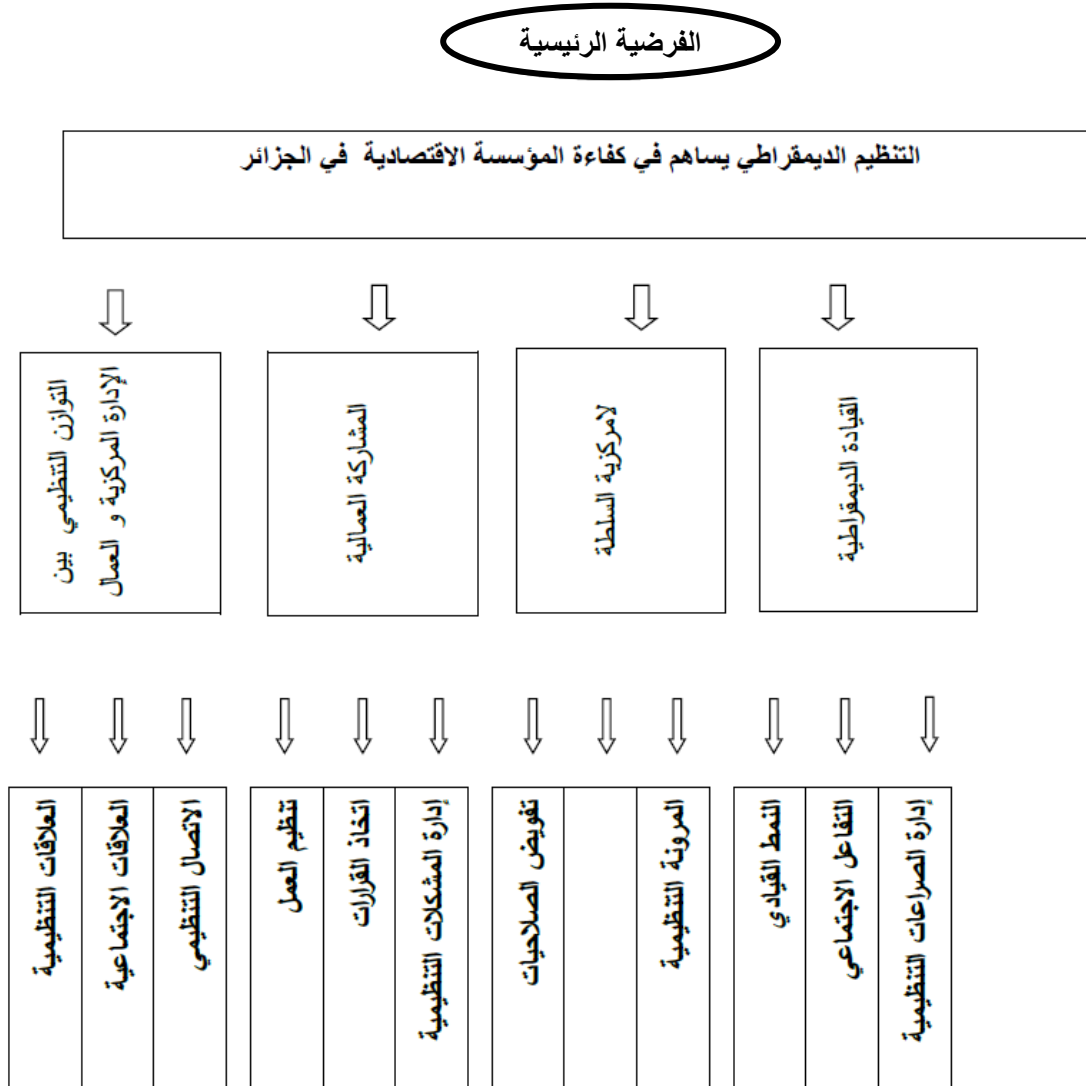 الفرضية الرئيسية
التنظيم الديمقراطي يساهم في كفاءة المؤسسة الاقتصادية في الجزائر
القيادة الديمقراطية
لامركزية السلطة
المشاركة العمالية
التوازن التنظيمي بين
الإدارة المركزية و العمال
إدارة الصراعات التنظيمية
التفاعل الاجتماعي
النمط القيادي
المرونة التنظيمية
تفويض الصلاحيات
إدارة المشكلات التنظيمية
اتخاذ القرارات
تنظيم العمل
الاتصال التنظيمي
العلاقات الاجتماعية
العلاقات التنظيمية